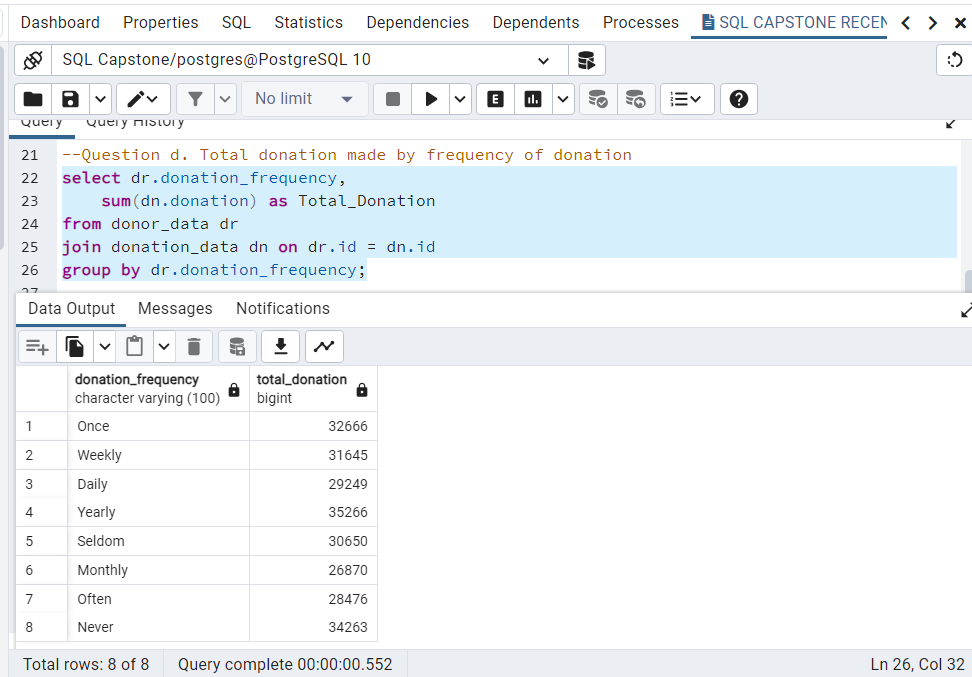 Dashboard Properties SQL Statistics Dependencies Dependents Processes SQL CAPSTONE RECEN
SQL Capstone/postgres@PostgreSQL 10
No limit E
Query Query History
21 --Question d. Total donation made by frequency of donation
22 select dr.donation_frequency,
23 sum(dn.donation) as Total_Donation
24 from donor_data dr
25 join donation_data dn on dr.id = dn.id
26 group by dr.donation_frequency;
27
Data Output Messages Notifications
donation_frequency total_donation
character varying (100) bigint
1 Once 32666
2 Weekly 31645
3 Daily 29249
4 Yearly 35266
5 Seldom 30650
6 Monthly 26870
7 Often 28476
8 Never 34263
Total rows: 8 of 8 Query complete 00:00:00.552 Ln 26, Col 32